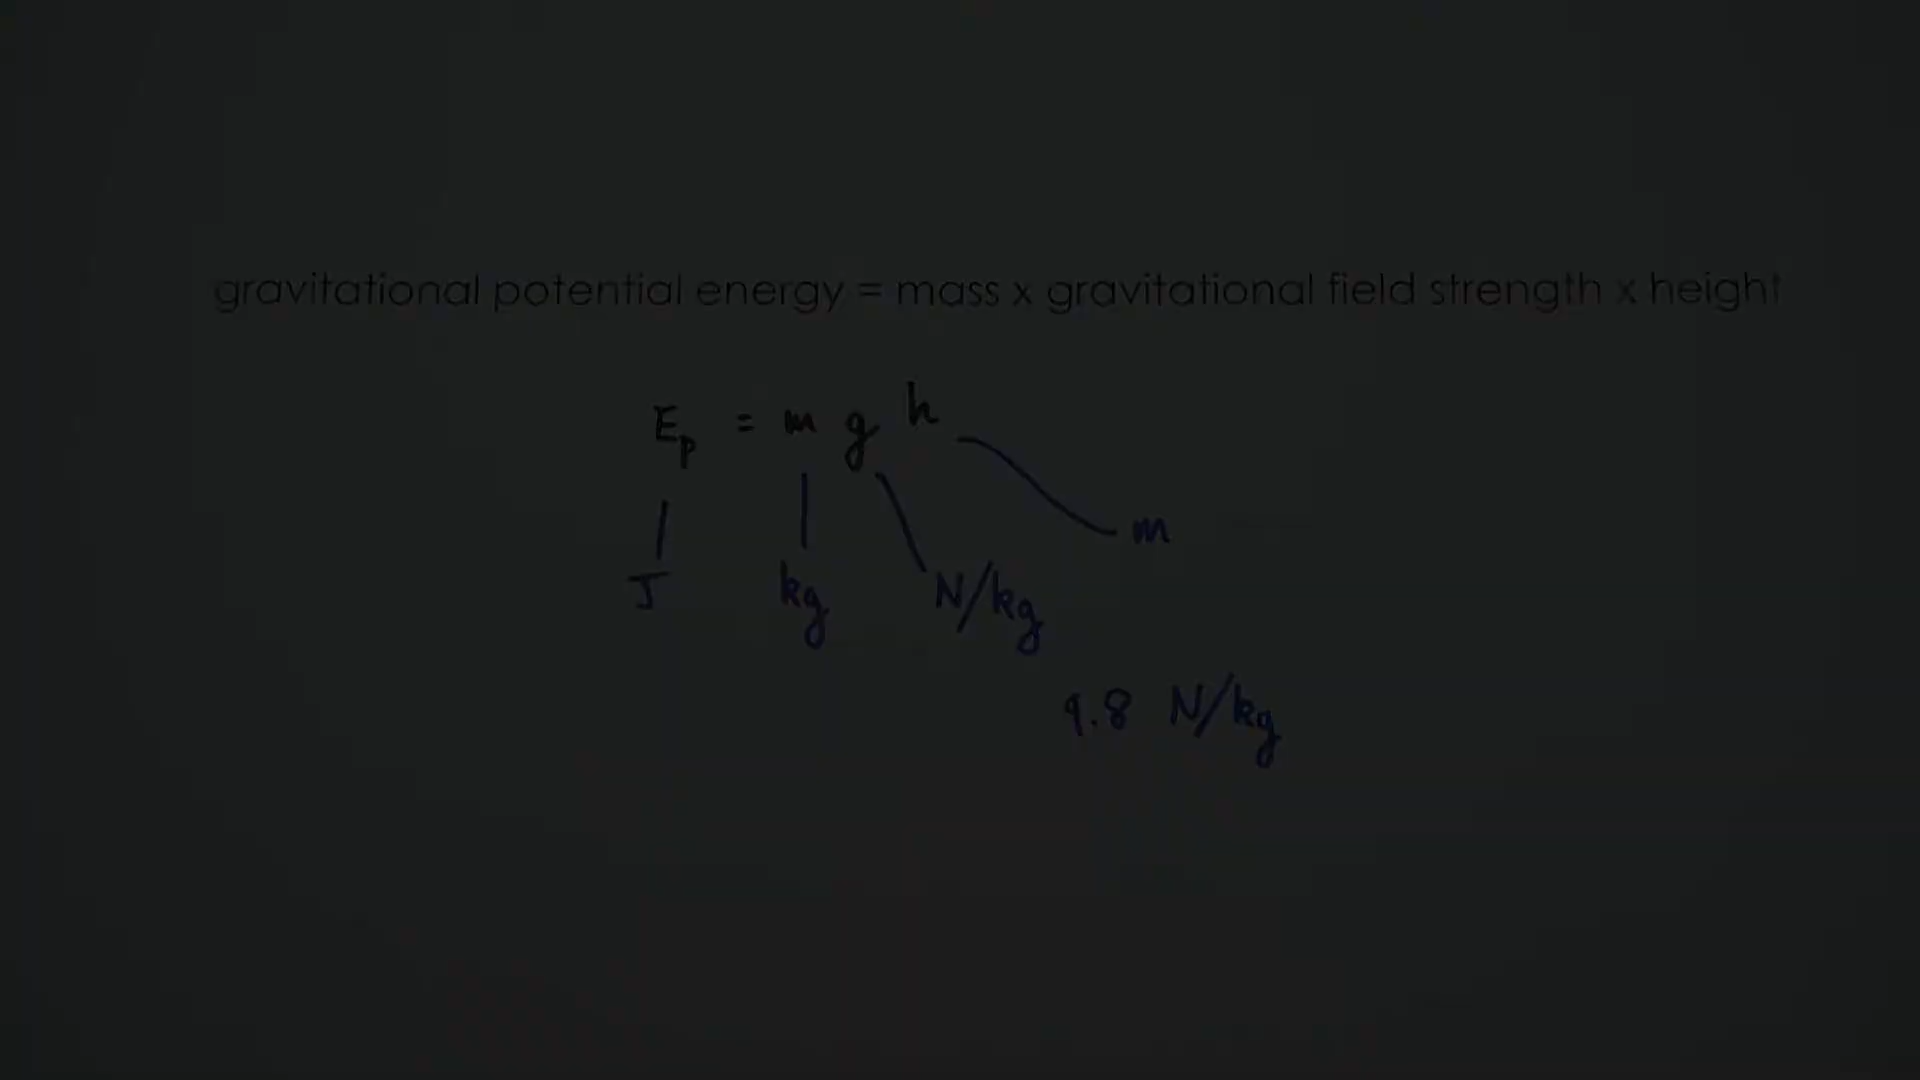 gravitational potential energy = mass x gravitational field strength x height
Ep = m g h
m
J kg N/kg
9.8 N/kg